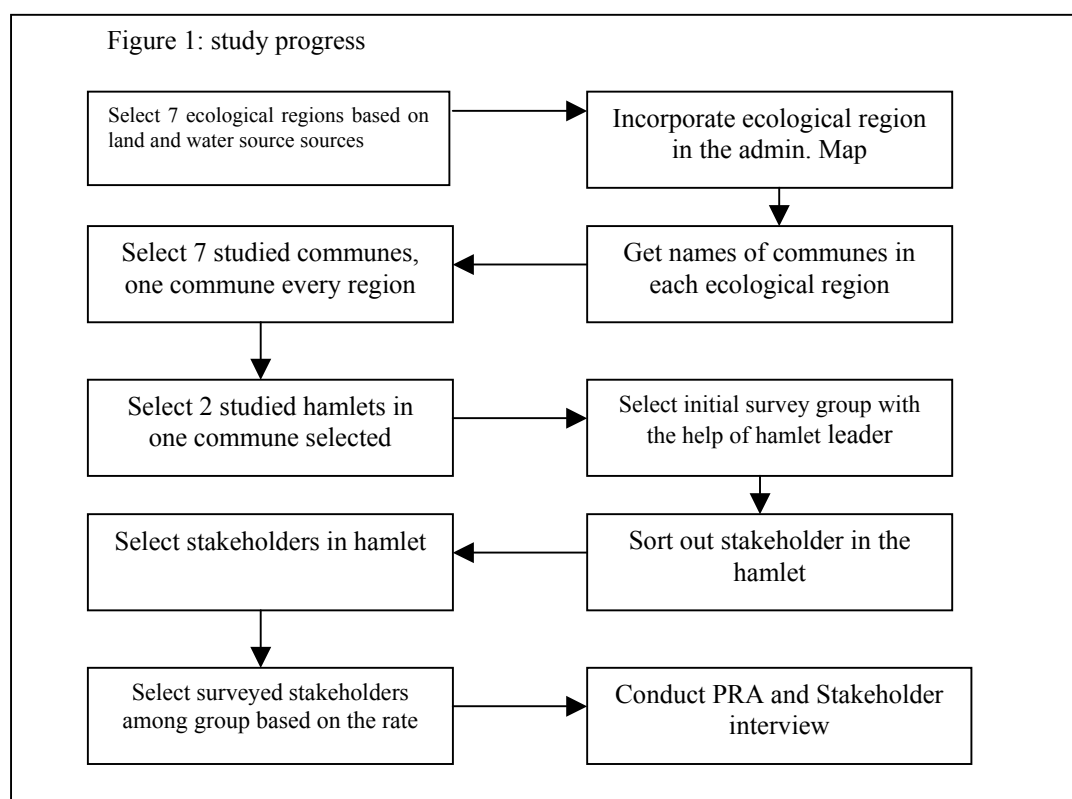 Figure 1: study progress
Select 7 ecological regions based on
land and water source sources
Incorporate ecological region
in the admin. Map
Get names of communes in
each ecological region
Select 7 studied communes,
one commune every region
Select 2 studied hamlets in
one commune selected
Select initial survey group with
the help of hamlet leader
Sort out stakeholder in the
hamlet
Select stakeholders in hamlet
Select surveyed stakeholders
among group based on the rate
Conduct PRA and Stakeholder
interview